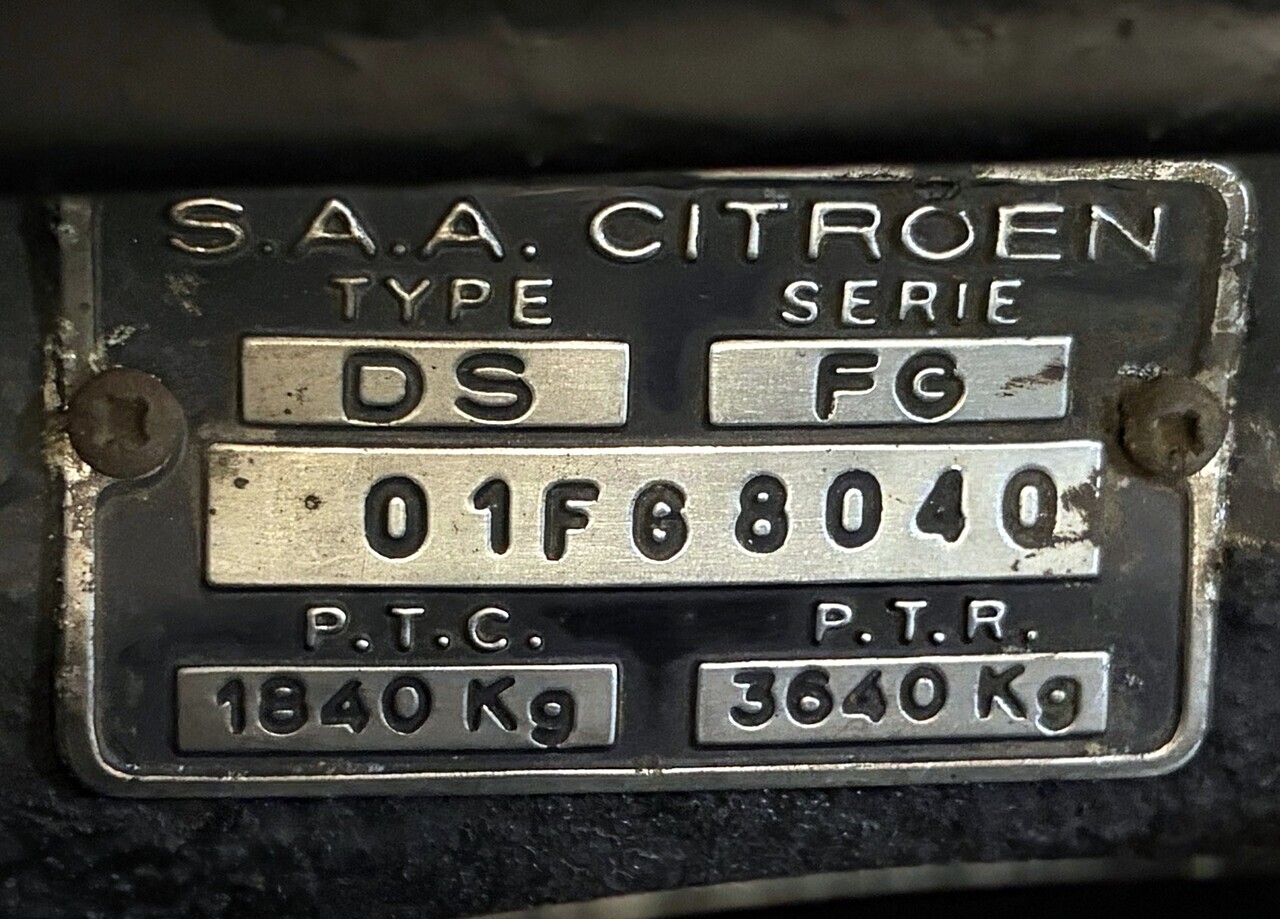 S.A.A. CITROËN
TYPE SERIE
DS FG
01FG8040
P.T.C. P.T.R.
1840 Kg 3640 Kg